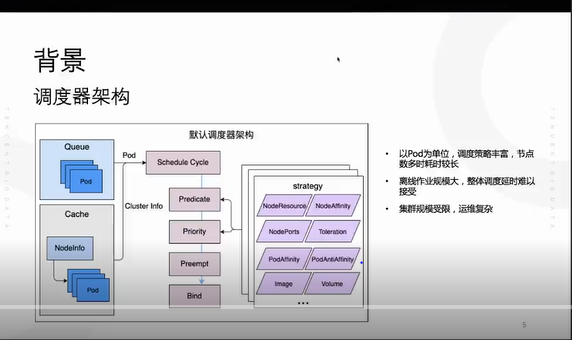 背景
调度器架构
默认调度器架构
Queue
Pod
Pod
Schedule Cycle
Cache
Cluster Info
NodeInfo
Pod
Predicate
Priority
Preempt
Bind
strategy
NodeResource
NodeAffinity
NodePorts
Toleration
PodAffinity
PodAntiAffinity
Image
Volume
•••
• 以Pod为单位，调度策略丰富，节点
数多时耗时较长
• 离线作业规模大，整体调度延时难以
接受
• 集群规模受限，运维复杂
5